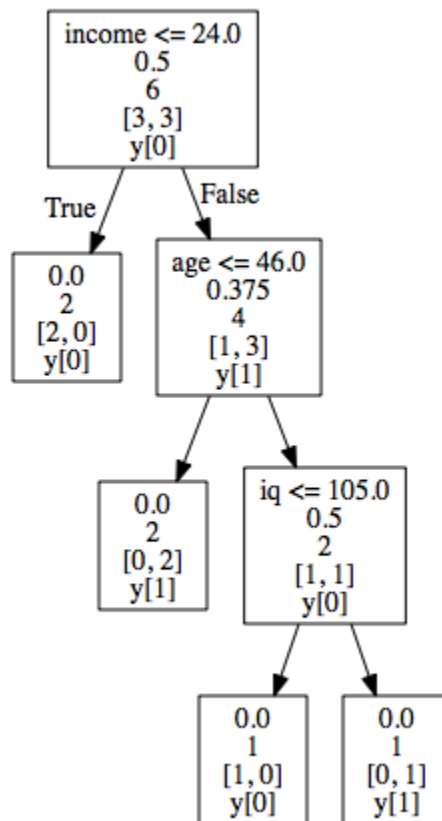 income <= 24.0
0.5
6
[3, 3]
y[0]
True
False
0.0
2
[2, 0]
y[0]
age <= 46.0
0.375
4
[1, 3]
y[1]
0.0
2
[0, 2]
y[1]
iq <= 105.0
0.5
2
[1, 1]
y[0]
0.0
1
[1, 0]
y[0]
0.0
1
[0, 1]
y[1]